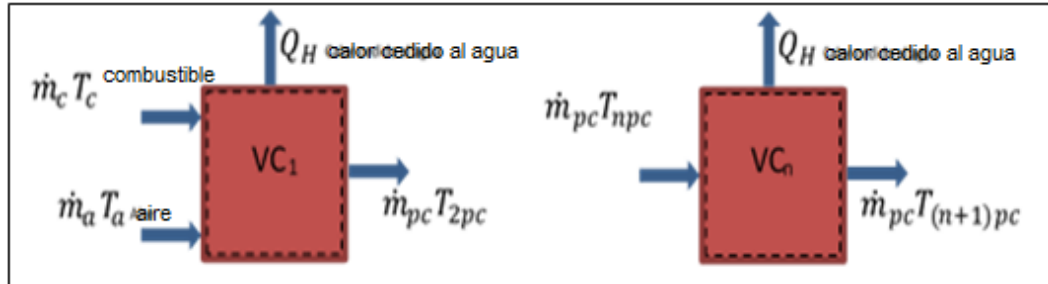 Q_H calor cedido al agua
ṁ_c T_c combustible
VC_1
ṁ_a T_a aire
ṁ_pc T_2pc
Q_H calor cedido al agua
ṁ_pc T_npc
VC_n
ṁ_pc T_(n+1)pc